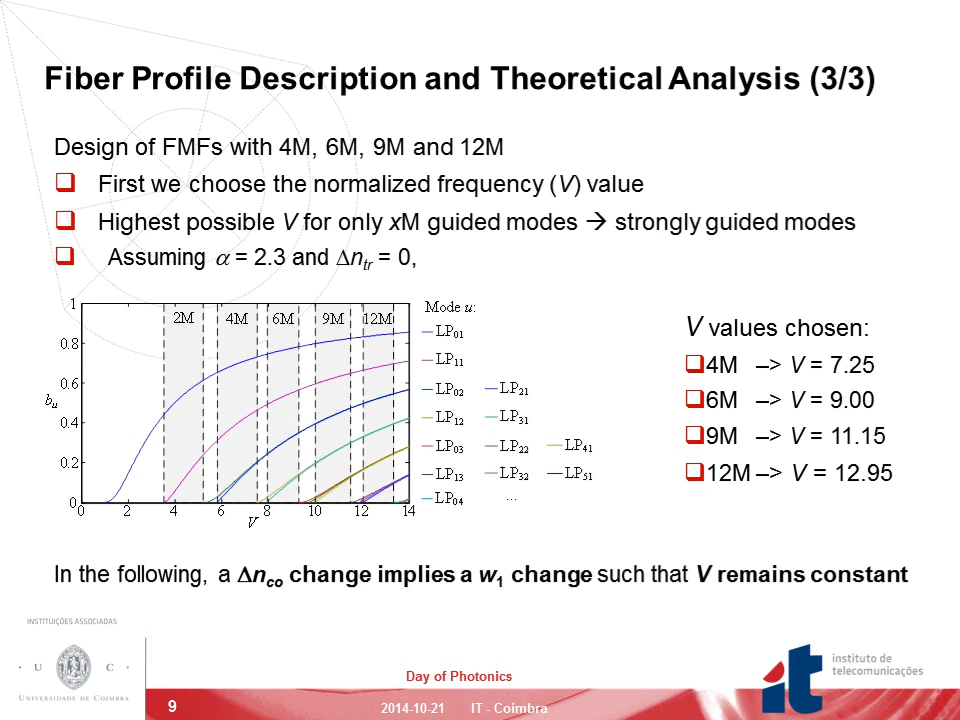 Fiber Profile Description and Theoretical Analysis (3/3)
Design of FMFs with 4M, 6M, 9M and 12M
❑ First we choose the normalized frequency (V) value
❑ Highest possible V for only xM guided modes → strongly guided modes
❑ Assuming α = 2.3 and Δn_tr = 0,
1
0.8
0.6
0.4
0.2
0
b_u
0 2 4 6 8 10 12 14
V
2M 4M 6M 9M 12M
Mode u:
LP01
LP11
LP02 LP21
LP12 LP31
LP03 LP22 LP41
LP13 LP32 LP51
LP04 ...
V values chosen:
❑4M –> V = 7.25
❑6M –> V = 9.00
❑9M –> V = 11.15
❑12M –> V = 12.95
In the following, a Δn_co change implies a w1 change such that V remains constant
INSTITUIÇÕES ASSOCIADAS
· U C ·
UNIVERSIDADE DE COIMBRA
Day of Photonics
9
2014-10-21 IT - Coimbra
it
instituto de
telecomunicações